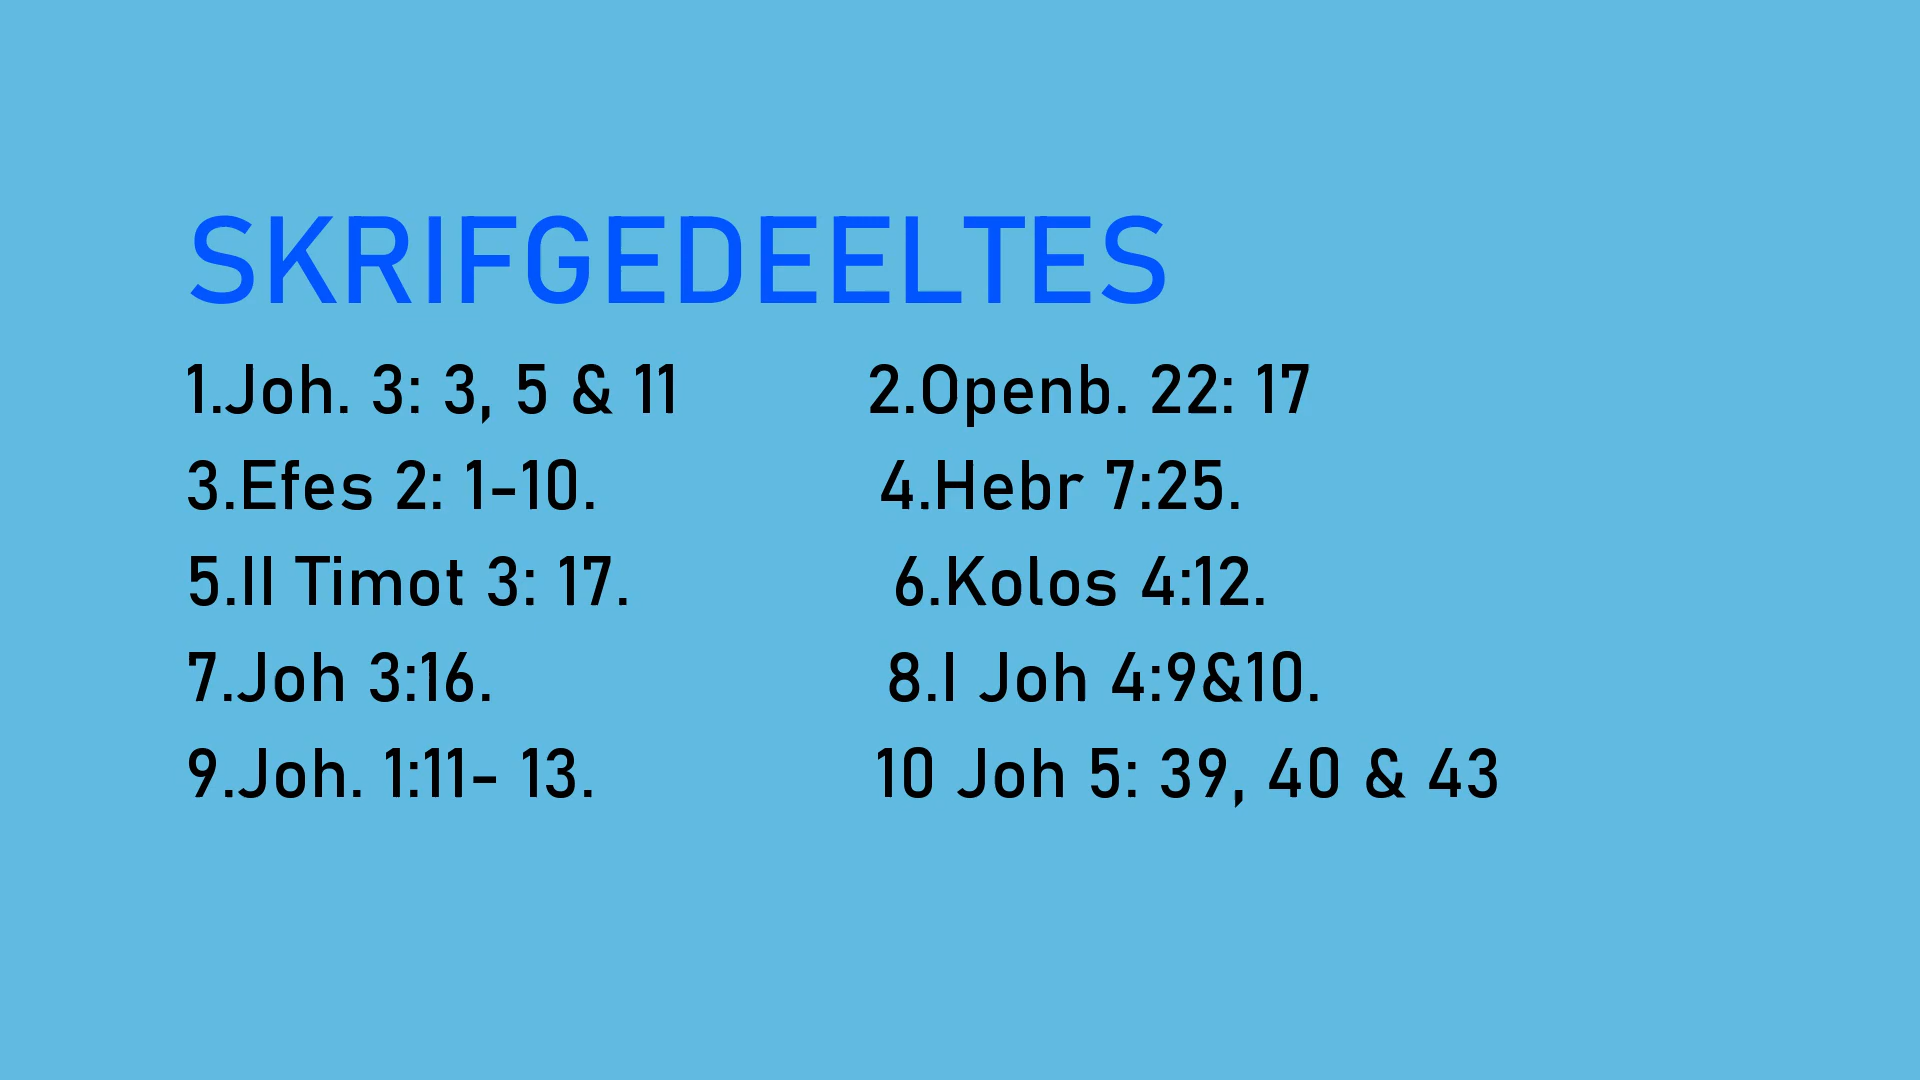 SKRIFGEDEELTES
1.Joh. 3: 3, 5 & 11 2.Openb. 22: 17
3.Efes 2: 1-10. 4.Hebr 7:25.
5.II Timot 3: 17. 6.Kolos 4:12.
7.Joh 3:16. 8.I Joh 4:9&10.
9.Joh. 1:11- 13. 10 Joh 5: 39, 40 & 43